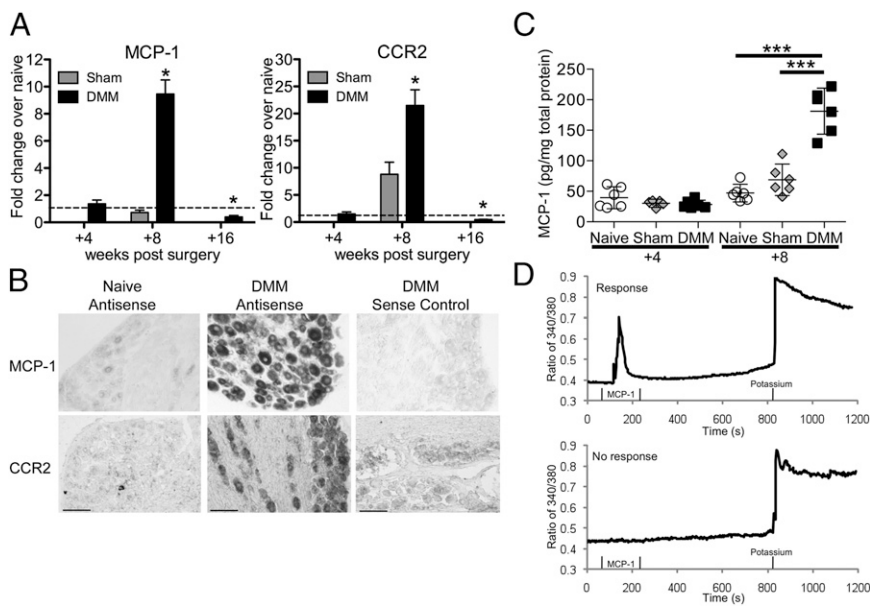 A
MCP-1
Fold change over naive
12
10
8
6
4
2
0
Sham
DMM
*
*
+4 +8 +16
weeks post surgery
CCR2
Fold change over naive
30
25
20
15
10
5
0
Sham
DMM
*
*
+4 +8 +16
weeks post surgery
B
Naive Antisense
DMM Antisense
DMM Sense Control
MCP-1
CCR2
C
MCP-1 (pg/mg total protein)
250
200
150
100
50
0
***
***
Naive Sham DMM Naive Sham DMM
+4 +8
D
Ratio of 340/380
0.9
0.8
0.7
0.6
0.5
0.4
0.3
Response
MCP-1
Potassium
0 200 400 600 800 1000 1200
Time (s)
Ratio of 340/380
0.9
0.8
0.7
0.6
0.5
0.4
0.3
No response
MCP-1
Potassium
0 200 400 600 800 1000 1200
Time (s)